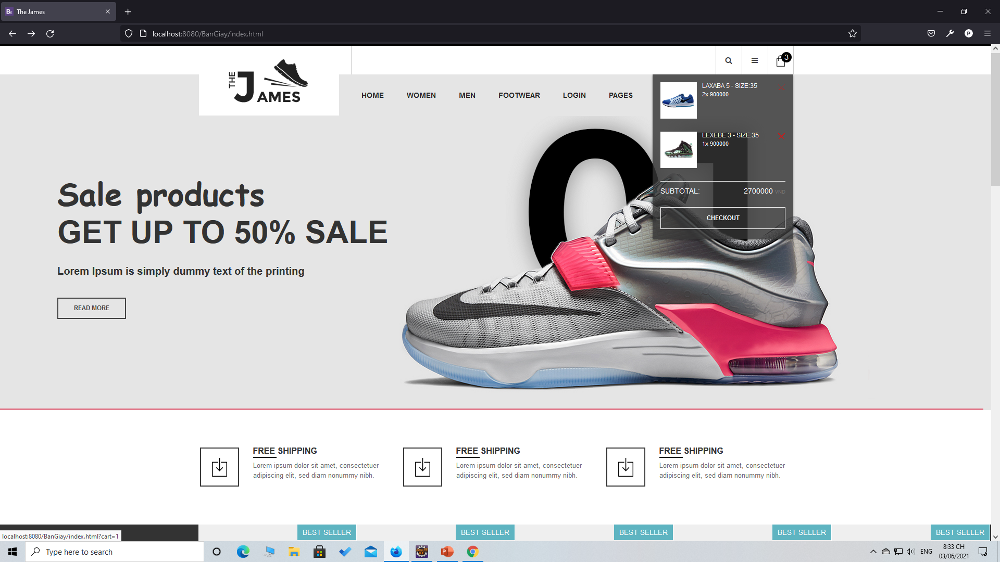 The James
localhost:8080/BanGiay/index.html
THE JAMES
3
HOME WOMEN MEN FOOTWEAR LOGIN PAGES
LAXABA 5 - SIZE:35
2x 900000
LEXEBE 3 - SIZE:35
1x 900000
SUBTOTAL: 2700000 VND
CHECKOUT
01
Sale products
GET UP TO 50% SALE
Lorem Ipsum is simply dummy text of the printing
READ MORE
FREE SHIPPING
Lorem ipsum dolor sit amet, consectetuer
adipiscing elit, sed diam nonummy nibh.
FREE SHIPPING
Lorem ipsum dolor sit amet, consectetuer
adipiscing elit, sed diam nonummy nibh.
FREE SHIPPING
Lorem ipsum dolor sit amet, consectetuer
adipiscing elit, sed diam nonummy nibh.
BEST SELLER BEST SELLER BEST SELLER BEST SELLER BEST SELLER
localhost:8080/BanGiay/index.html?cart=1
Type here to search
ENG
8:33 CH
03/06/2021